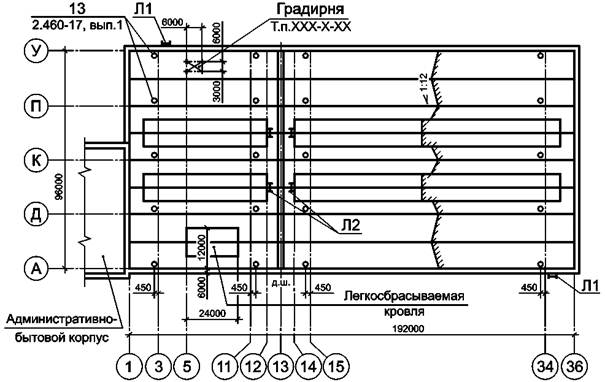 13
2.460-17, вып.1
Л1
6000
6000
Градирня
Т.п.XXX-X-XX
3000
1:12
У
П
К
Д
А
96000
Л2
12000
6000
24000
450
450
д.ш.
450
450
Л1
Легкосбрасываемая
кровля
192000
Административно-
бытовой корпус
1
3
5
11
12
13
14
15
34
36